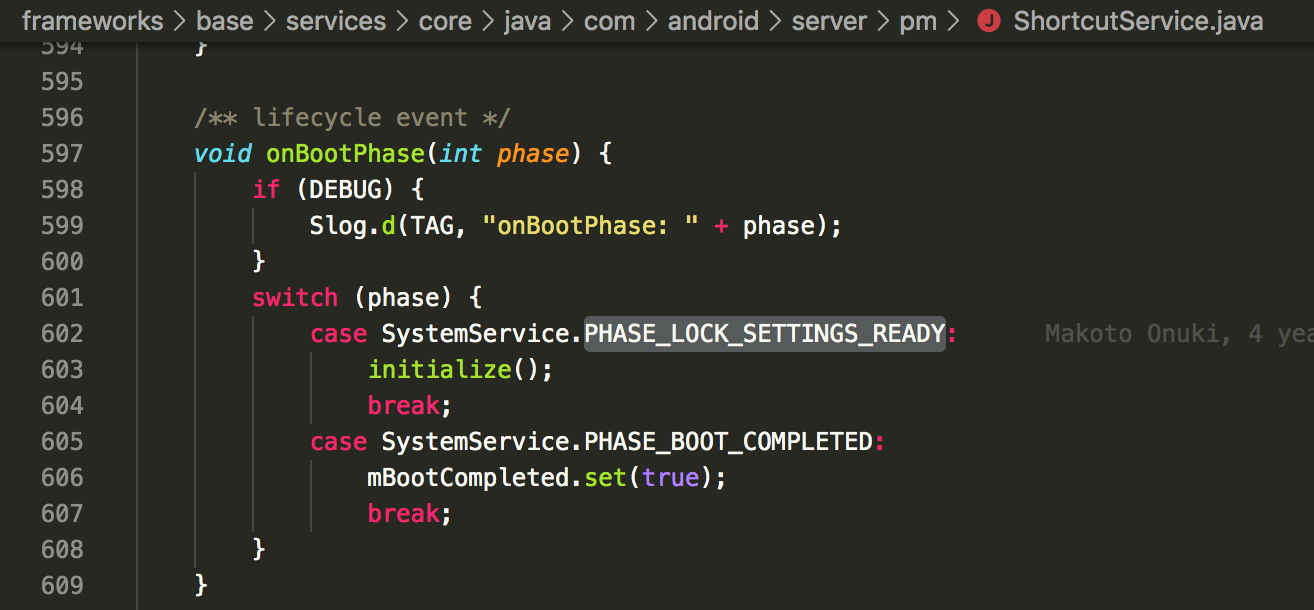 frameworks > base > services > core > java > com > android > server > pm > J ShortcutService.java
594 }
595
596 /** lifecycle event */
597 void onBootPhase(int phase) {
598 if (DEBUG) {
599 Slog.d(TAG, "onBootPhase: " + phase);
600 }
601 switch (phase) {
602 case SystemService.PHASE_LOCK_SETTINGS_READY: Makoto Onuki, 4 yea
603 initialize();
604 break;
605 case SystemService.PHASE_BOOT_COMPLETED:
606 mBootCompleted.set(true);
607 break;
608 }
609 }